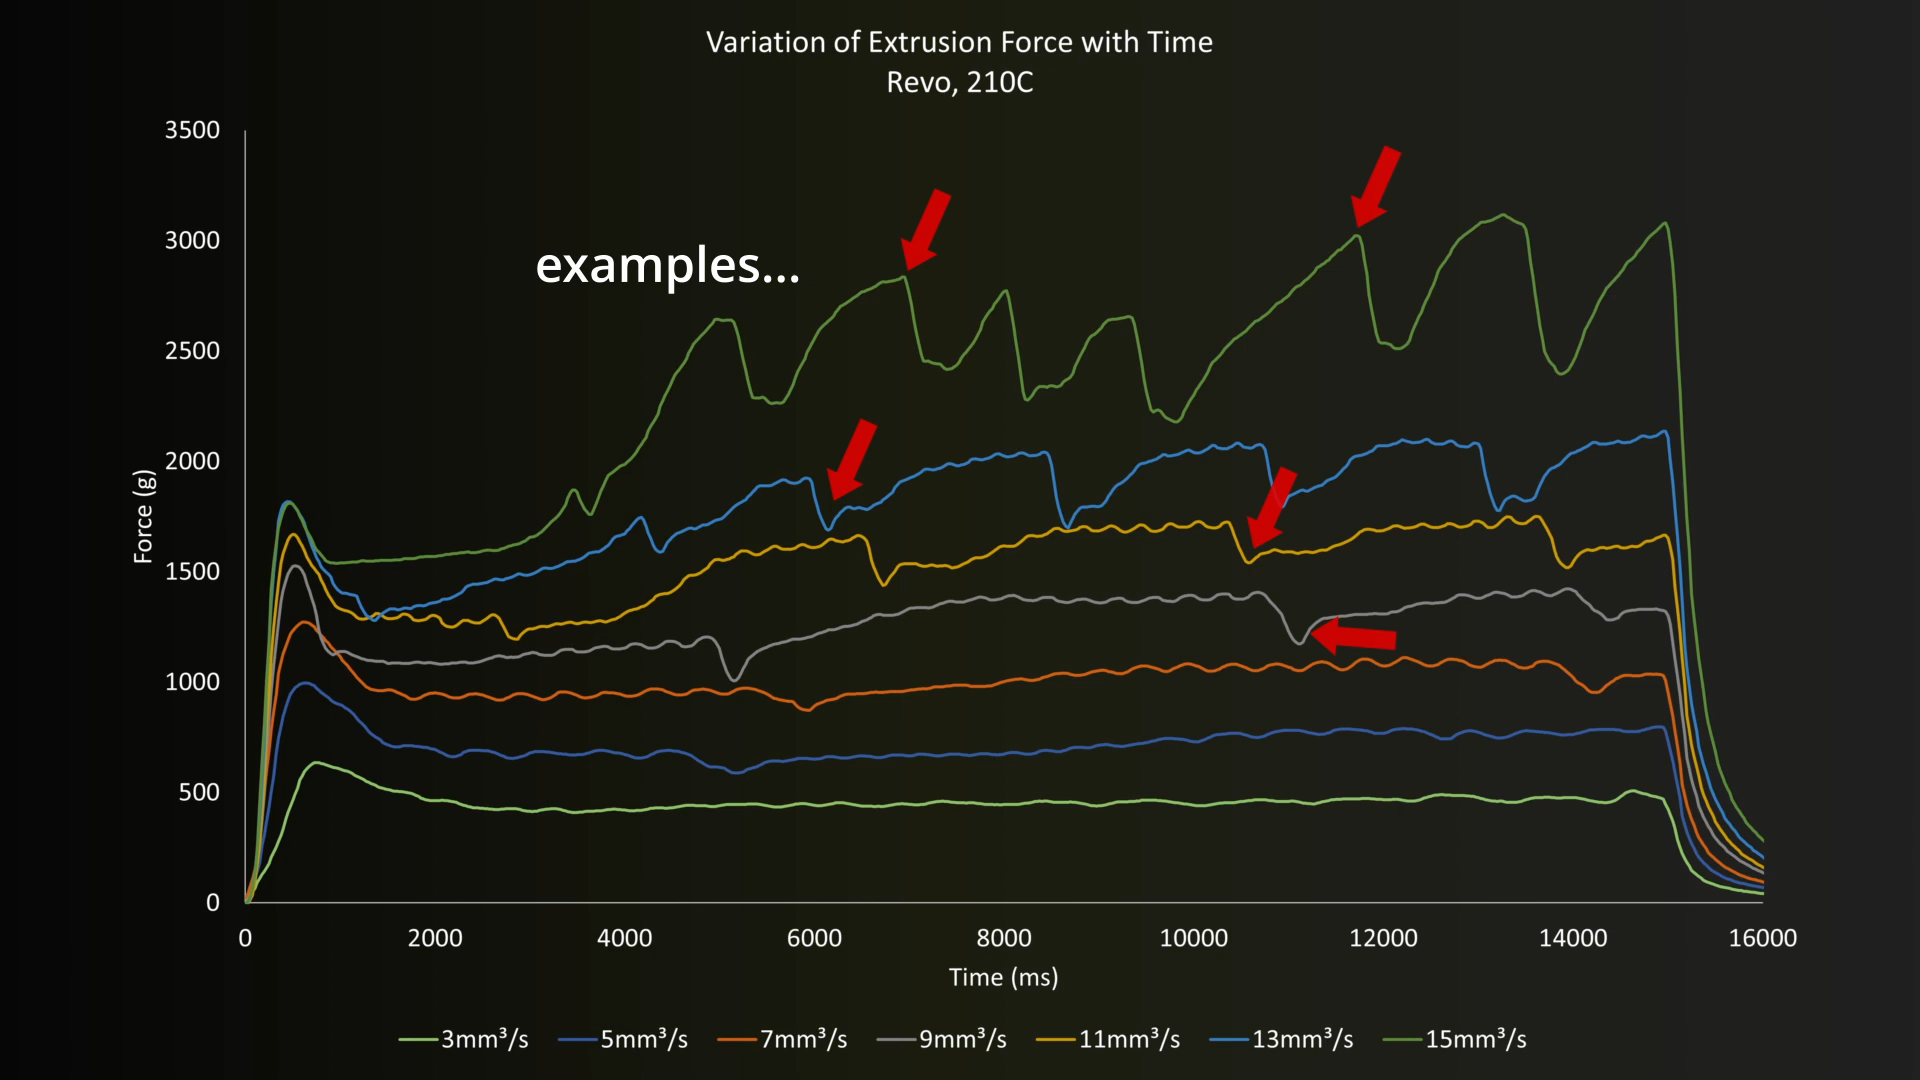 Variation of Extrusion Force with Time
Revo, 210C
examples...
Force (g)
3500
3000
2500
2000
1500
1000
500
0
0 2000 4000 6000 8000 10000 12000 14000 16000
Time (ms)
3mm³/s 5mm³/s 7mm³/s 9mm³/s 11mm³/s 13mm³/s 15mm³/s